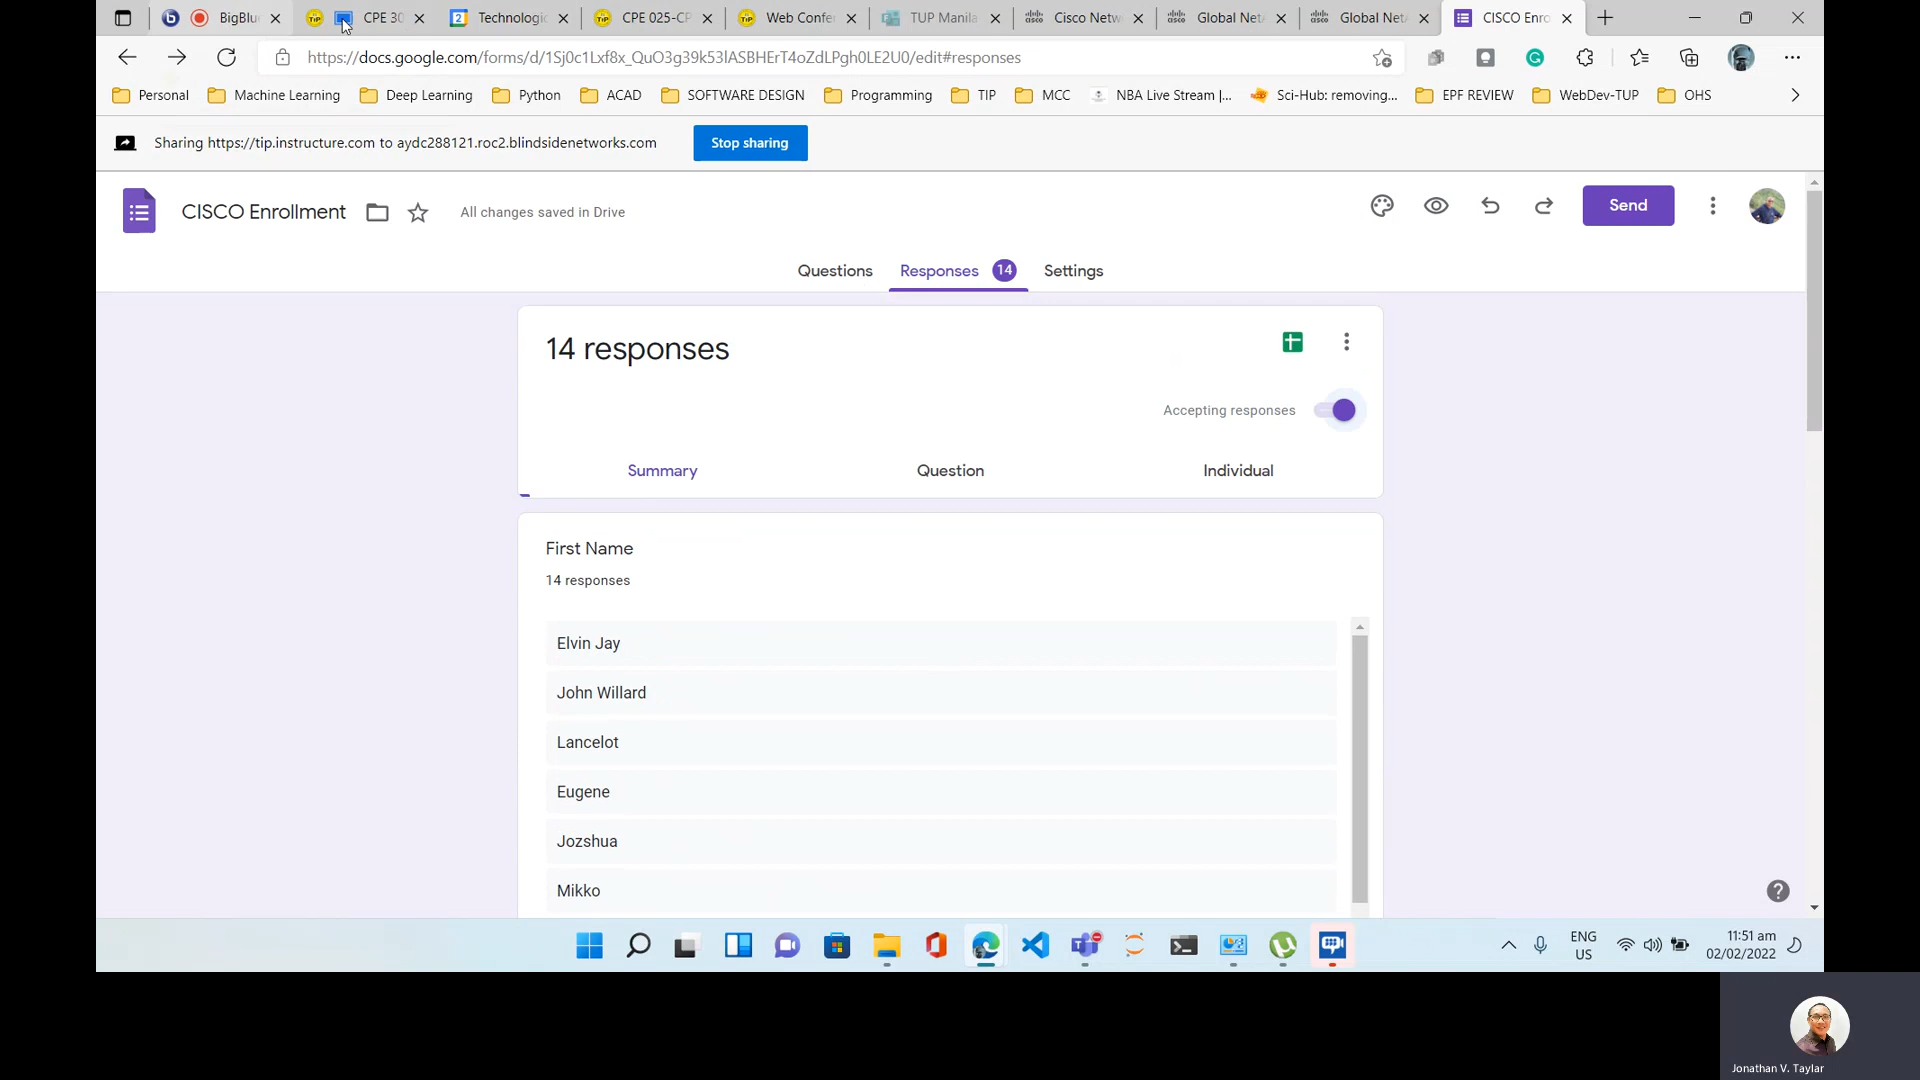 BigBlu
CPE 30
2 Technologic
CPE 025-CP
Web Confe
TUP Manila
Cisco Netw
Global Net
Global Net
CISCO Enro
https://docs.google.com/forms/d/1Sj0c1Lxf8x_QuO3g39k53lASBHErT4oZdLPgh0LE2U0/edit#responses
Personal
Machine Learning
Deep Learning
Python
ACAD
SOFTWARE DESIGN
Programming
TIP
MCC
NBA Live Stream |...
Sci-Hub: removing...
EPF REVIEW
WebDev-TUP
OHS
Sharing https://tip.instructure.com to aydc288121.roc2.blindsidenetworks.com
Stop sharing
CISCO Enrollment
All changes saved in Drive
Send
Questions
Responses 14
Settings
14 responses
Accepting responses
Summary
Question
Individual
First Name
14 responses
Elvin Jay
John Willard
Lancelot
Eugene
Jozshua
Mikko
ENG
US
11:51 am
02/02/2022
Jonathan V. Taylar